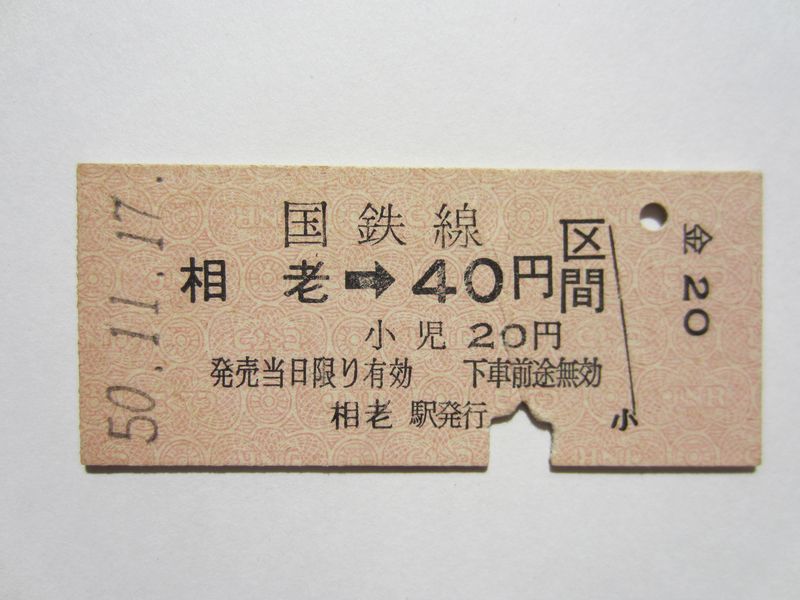 50.11.17.
国鉄線
相老➡40円区間
小児 20円
発売当日限り有効 下車前途無効
相老 駅発行
小
金 20